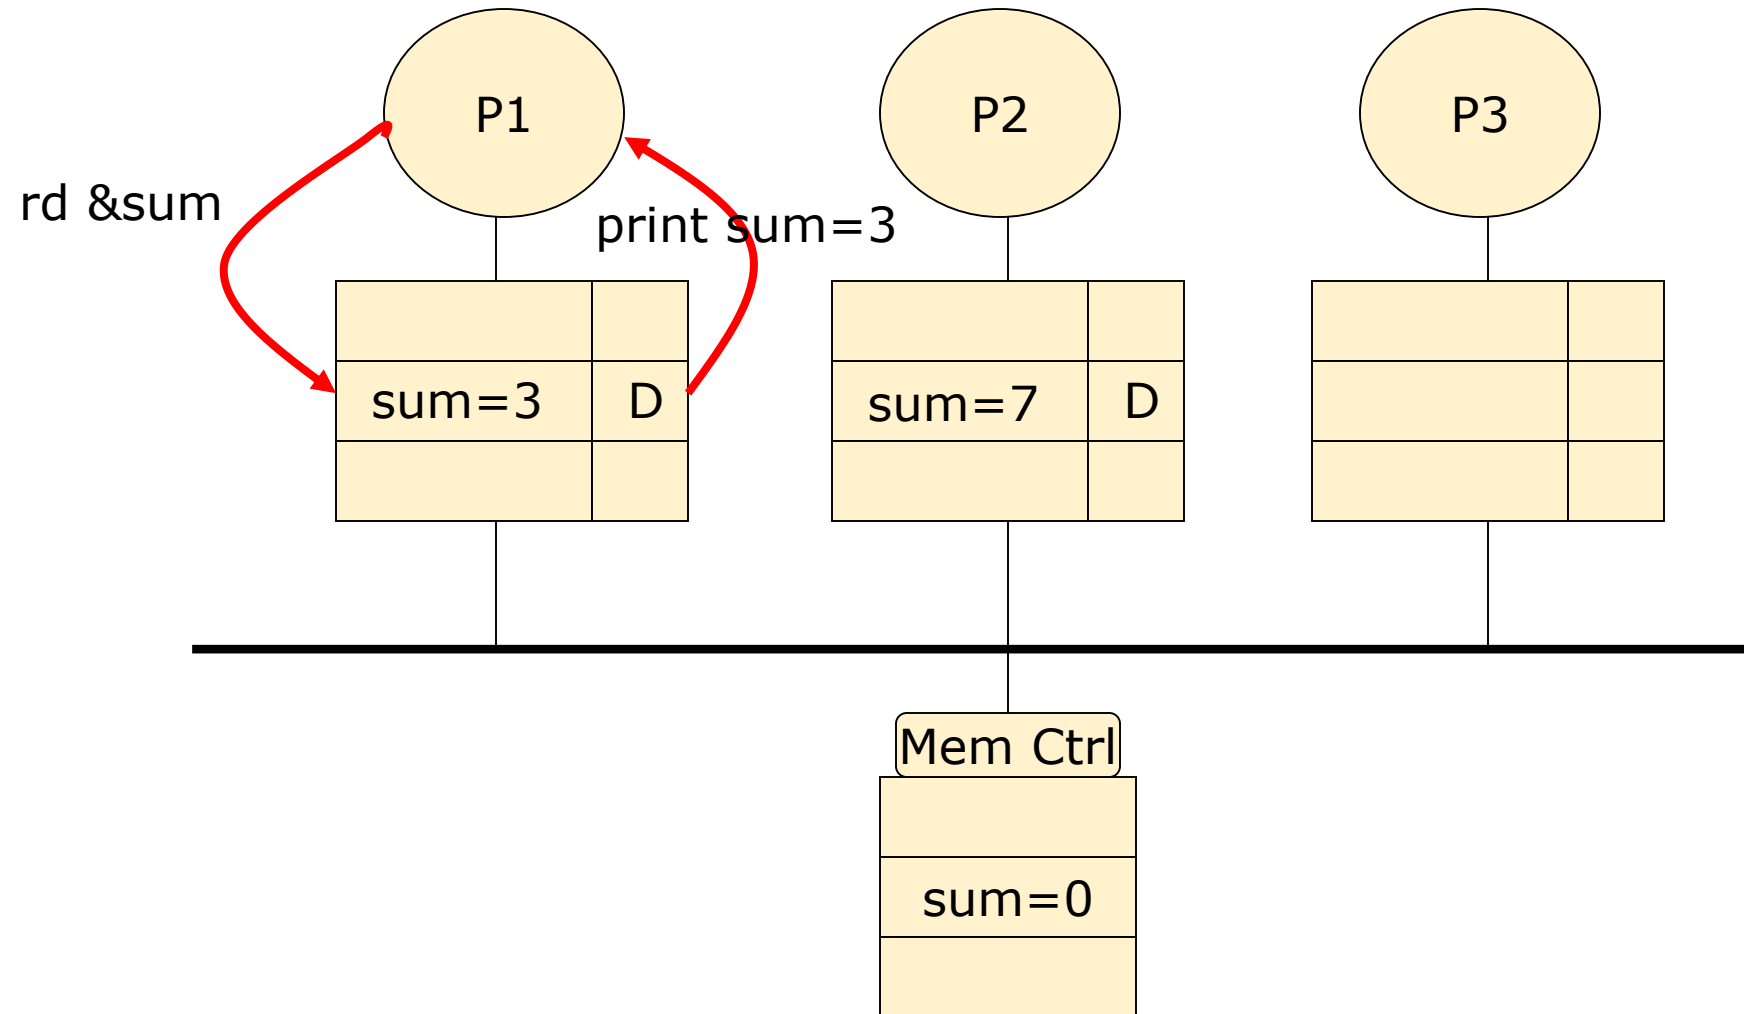 P1
P2
P3
rd &sum
print sum=3
sum=3
D
sum=7
D
Mem Ctrl
sum=0